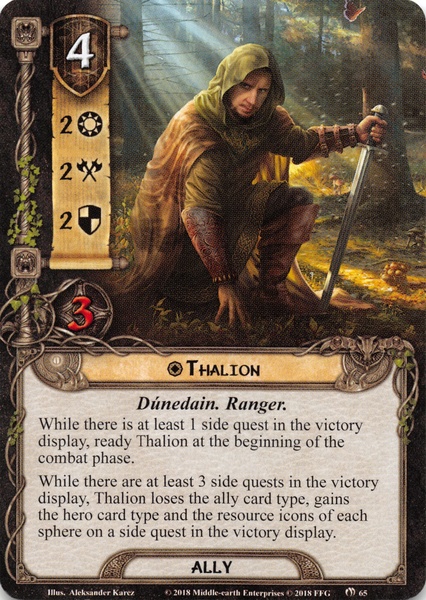 4
2
2
2
3
Thalion
Dúnedain. Ranger.
While there is at least 1 side quest in the victory
display, ready Thalion at the beginning of the
combat phase.
While there are at least 3 side quests in the victory
display, Thalion loses the ally card type, gains
the hero card type and the resource icons of each
sphere on a side quest in the victory display.
ALLY
Illus. Aleksander Karcz © 2018 Middle-earth Enterprises © 2018 FFG 65